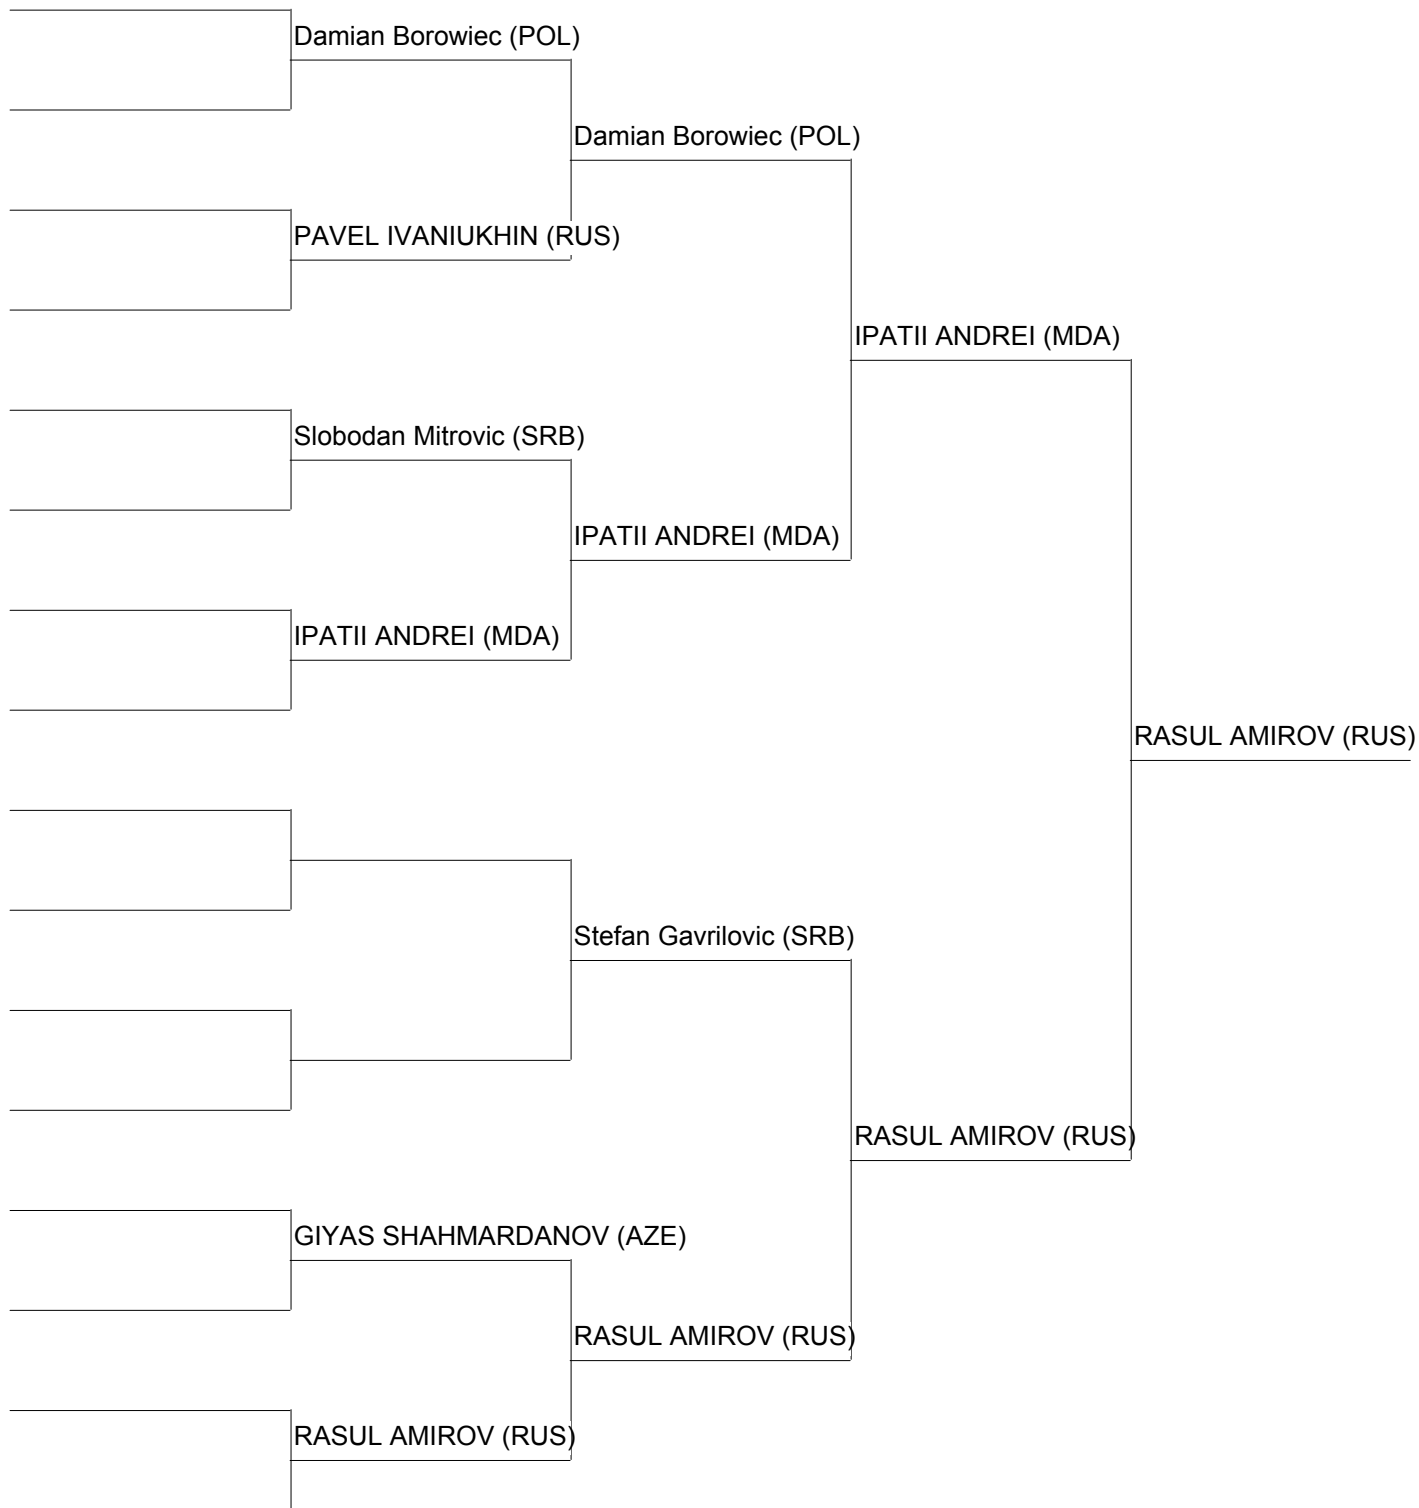 Damian Borowiec (POL)
Damian Borowiec (POL)
PAVEL IVANIUKHIN (RUS)
IPATII ANDREI (MDA)
Slobodan Mitrovic (SRB)
IPATII ANDREI (MDA)
IPATII ANDREI (MDA)
RASUL AMIROV (RUS)
Stefan Gavrilovic (SRB)
RASUL AMIROV (RUS)
GIYAS SHAHMARDANOV (AZE)
RASUL AMIROV (RUS)
RASUL AMIROV (RUS)